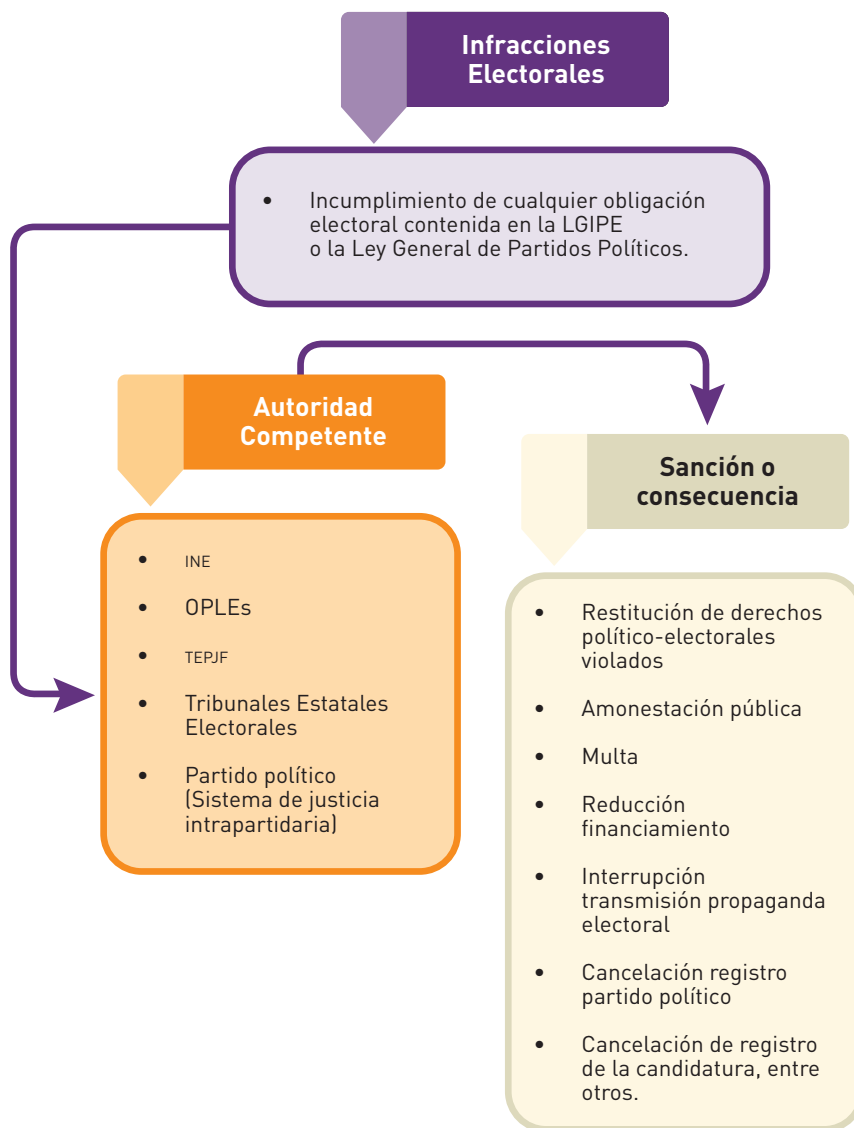 Infracciones
Electorales
• Incumplimiento de cualquier obligación
electoral contenida en la LGIPE
o la Ley General de Partidos Políticos.
Autoridad
Competente
• INE
• OPLEs
• TEPJF
• Tribunales Estatales
Electorales
• Partido político
(Sistema de justicia
intrapartidaria)
Sanción o
consecuencia
• Restitución de derechos
político-electorales
violados
• Amonestación pública
• Multa
• Reducción
financiamiento
• Interrupción
transmisión propaganda
electoral
• Cancelación registro
partido político
• Cancelación de registro
de la candidatura, entre
otros.